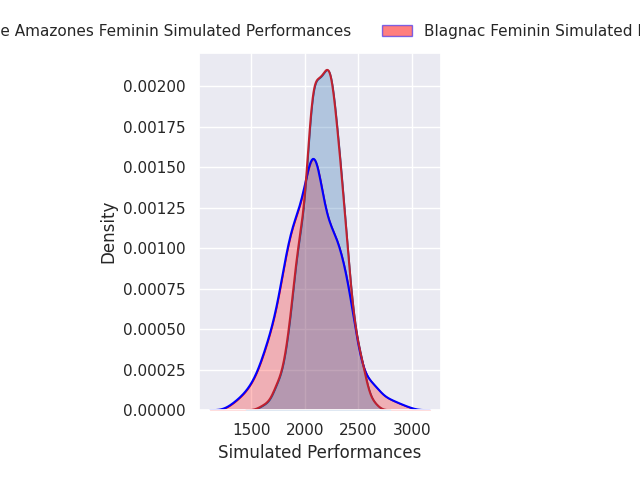 e Amazones Feminin Simulated Performances
Blagnac Feminin Simulated
0.00200
0.00175
0.00150
0.00125
0.00100
0.00075
0.00050
0.00025
0.00000
Density
1500 2000 2500 3000
Simulated Performances